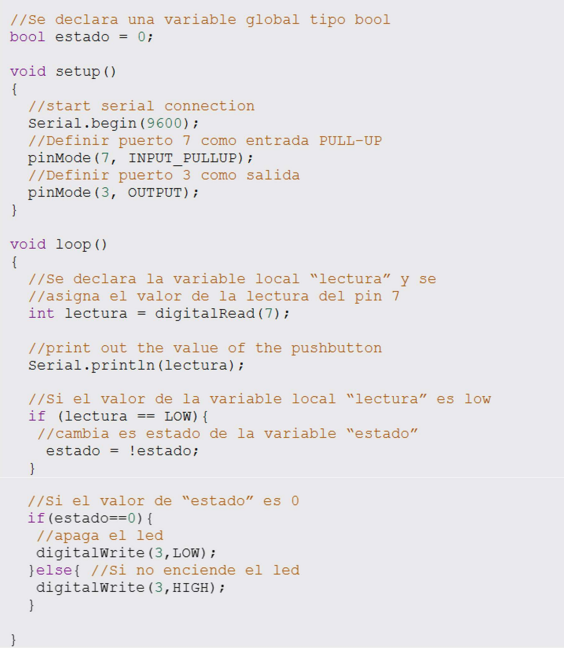 //Se declara una variable global tipo bool
bool estado = 0;
void setup()
{
//start serial connection
Serial.begin(9600);
//Definir puerto 7 como entrada PULL-UP
pinMode(7, INPUT_PULLUP);
//Definir puerto 3 como salida
pinMode(3, OUTPUT);
}
void loop()
{
//Se declara la variable local “lectura” y se
//asigna el valor de la lectura del pin 7
int lectura = digitalRead(7);
//print out the value of the pushbutton
Serial.println(lectura);
//Si el valor de la variable local “lectura” es low
if (lectura == LOW){
//cambia es estado de la variable “estado”
estado = !estado;
}
//Si el valor de “estado” es 0
if(estado==0){
//apaga el led
digitalWrite(3,LOW);
}else{ //Si no enciende el led
digitalWrite(3,HIGH);
}
}